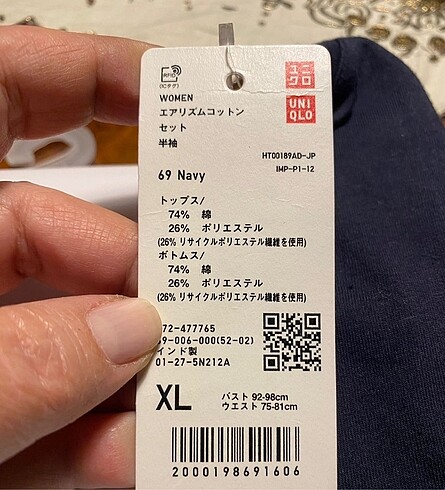 RFID
(ICタグ)
ユニクロ
UNIQLO
WOMEN
エアリズムコットン
セット
半袖
HT00189AD-JP
IMP-P1-12
69 Navy
トップス/
74% 綿
26% ポリエステル
(26% リサイクルポリエステル繊維を使用)
ボトムス/
74% 綿
26% ポリエステル
(26% リサイクルポリエステル繊維を使用)
72-477765
9-006-000(52-02)
インド製
01-27-5N212A
XL
バスト 92-98cm
ウエスト 75-81cm
2000198691606